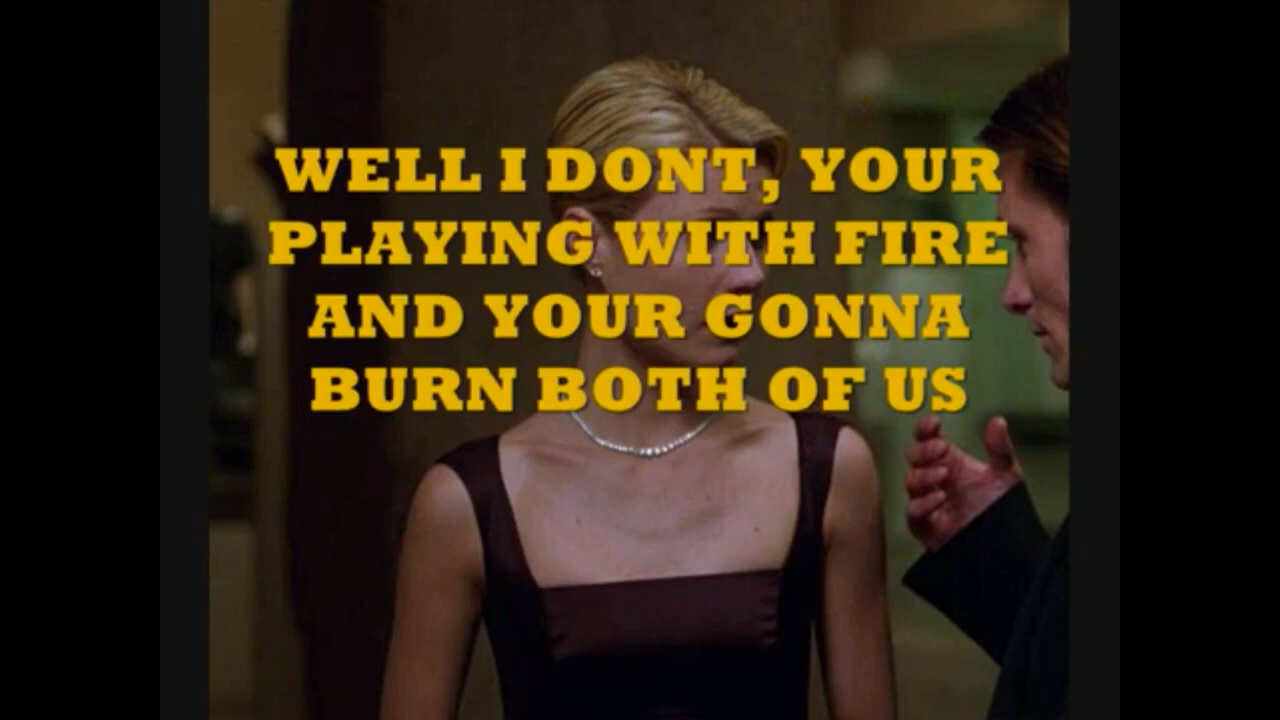 WELL I DONT, YOUR
PLAYING WITH FIRE
AND YOUR GONNA
BURN BOTH OF US